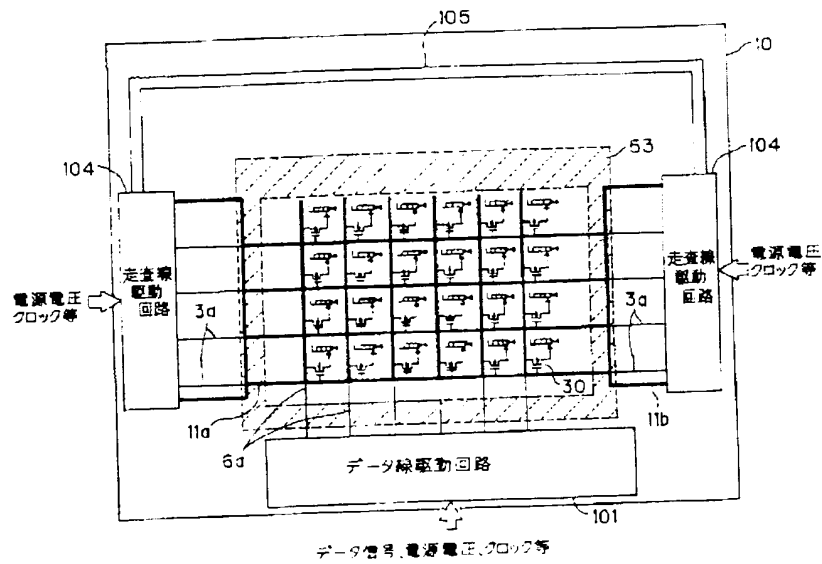 105
10
53
104
104
走査線
駆動
回路
走査線
駆動
回路
電源電圧
クロック等
電源電圧
クロック等
3a
3a
30
11a
6a
11b
データ線駆動回路
101
データ信号、電源電圧、クロック等